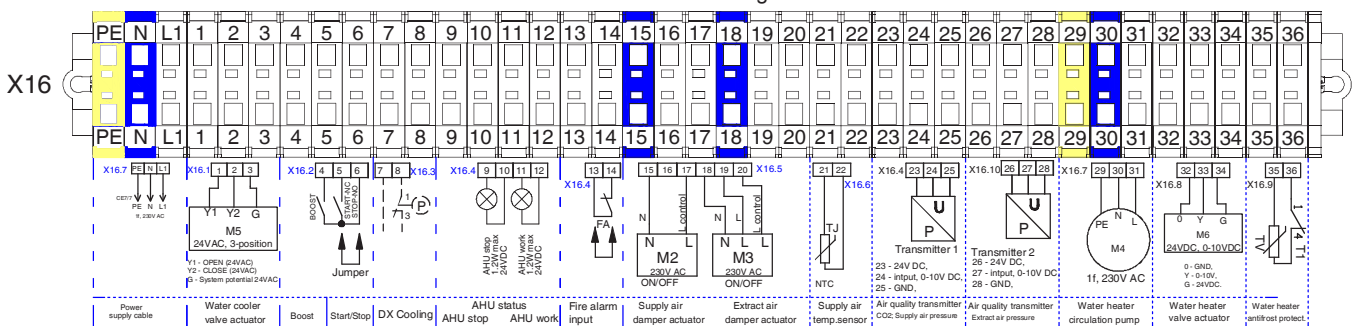 PE N L1 1 2 3 4 5 6 7 8 9 10 11 12 13 14 15 16 17 18 19 20 21 22 23 24 25 26 27 28 29 30 31 32 33 34 35 36
X16
PE N L1 1 2 3 4 5 6 7 8 9 10 11 12 13 14 15 16 17 18 19 20 21 22 23 24 25 26 27 28 29 30 31 32 33 34 35 36
X16.7 PE N L1
CE7/7
PE N L1
1f, 230V AC
Power
supply cable
X16.1 1 2 3
Y1 Y2 G
M5
24VAC, 3-position
Y1 - OPEN (24VAC)
Y2 - CLOSE (24VAC)
G - System potential 24VAC
Water cooler
valve actuator
X16.2 4 5 6
BOOST
START-NC
STOP-NO
Jumper
Boost
Start/Stop
7 8 X16.3
1
3
P
DX Cooling
X16.4 9 10 11 12
AHU stop
1.2W max
24VDC
AHU work
1.2W max
24VDC
AHU status
AHU stop AHU work
13 14
X16.4
FA
Fire alarm
input
15 16 17 18 19 20 X16.5
N
L control
N L
L control
N L
M2
230V AC
ON/OFF
N L
M3
230V AC
ON/OFF
Supply air
damper actuator
Extract air
damper actuator
21 22
X16.6
TJ
NTC
Supply air
temp.sensor
X16.4 23 24 25
U
P
Transmitter 1
23 - 24V DC,
24 - intput, 0-10V DC,
25 - GND,
Air quality transmitter
CO2; Supply air pressure
X16.10 26 27 28
U
P
Transmitter 2
26 - 24V DC,
27 - intput, 0-10V DC
28 - GND,
Air quality transmitter
Extract air pressure
X16.7 29 30 31
PE N L
M4
1f, 230V AC
Water heater
circulation pump
32 33 34
X16.8
0 Y G
M6
24VDC, 0-10VDC
0 - GND,
Y - 0-10V,
G - 24VDC.
Water heater
valve actuator
35 36
X16.9
TV
1
4
T1
Water heater
antifrost protect.